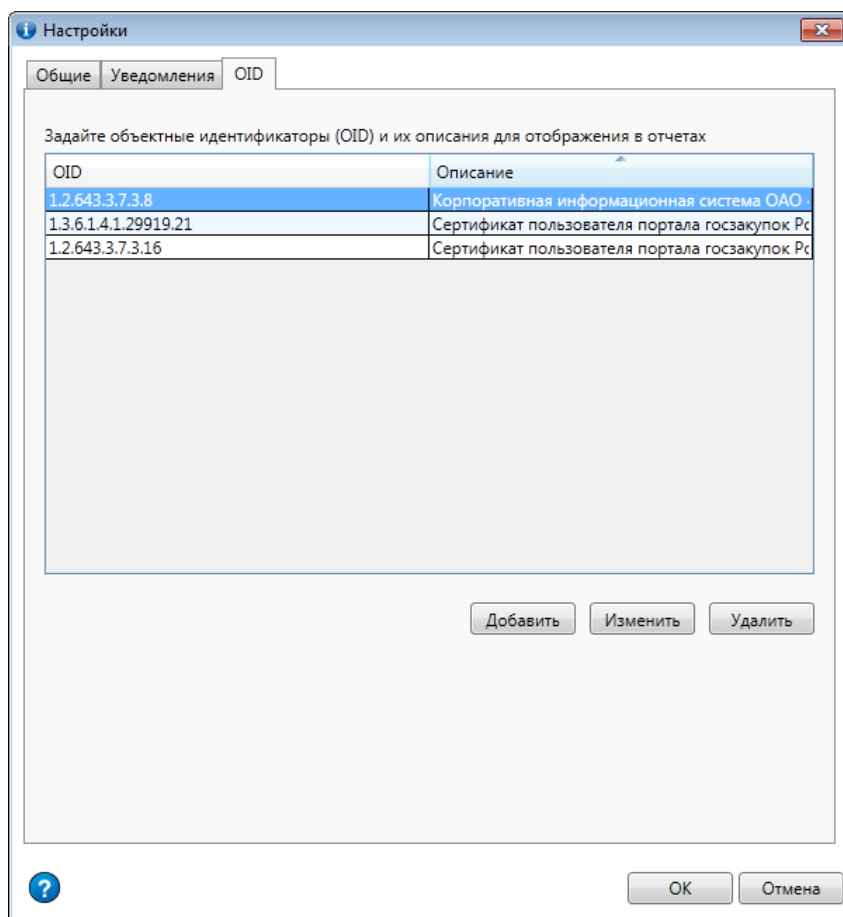 Настройки
Общие Уведомления OID
Задайте объектные идентификаторы (OID) и их описания для отображения в отчетах
OID Описание
1.2.643.3.7.3.8 Корпоративная информационная система ОАО
1.3.6.1.4.1.29919.21 Сертификат пользователя портала госзакупок Рс
1.2.643.3.7.3.16 Сертификат пользователя портала госзакупок Рс
Добавить Изменить Удалить
?
OK Отмена